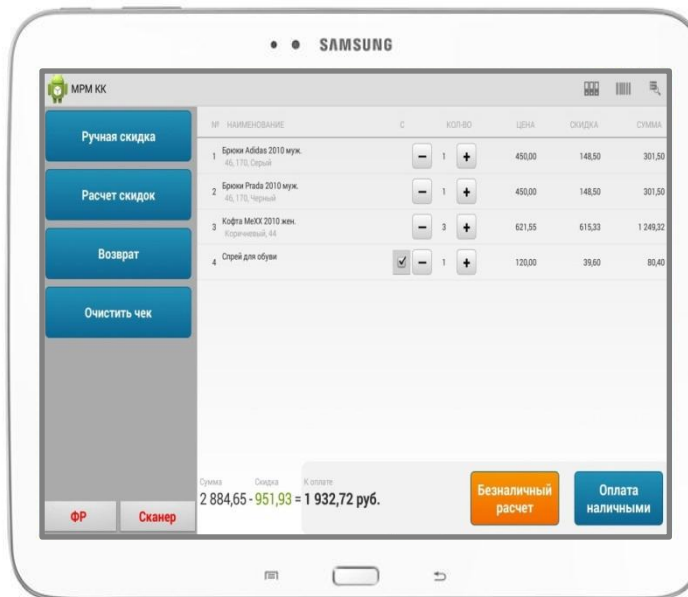 SAMSUNG
МРМ КК
Ручная скидка
Расчет скидок
Возврат
Очистить чек
ФР
Сканер
№ НАИМЕНОВАНИЕ С КОЛ-ВО ЦЕНА СКИДКА СУММА
1 Брюки Adidas 2010 муж. - 1 + 450,00 148,50 301,50
46, 170, Серый
2 Брюки Prada 2010 муж. - 1 + 450,00 148,50 301,50
46, 170, Черный
3 Кофта MeXX 2010 жен. - 3 + 621,55 615,33 1 249,32
Коричневый, 44
4 Спрей для обуви - 1 + 120,00 39,60 80,40
Сумма Скидка К оплате
2 884,65 - 951,93 = 1 932,72 руб.
Безналичный
расчет
Оплата
наличными